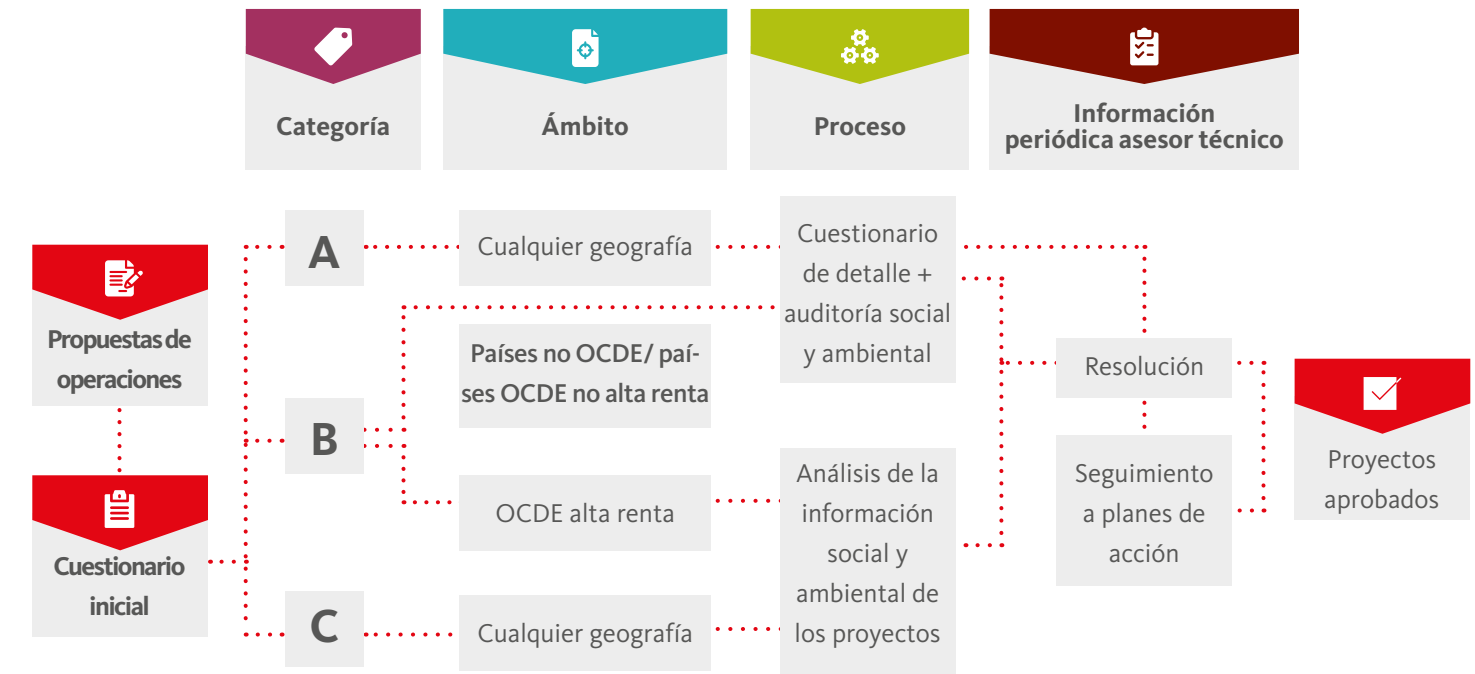 Categoría
Ámbito
Proceso
Información
periódica asesor técnico
Propuestas de
operaciones
Cuestionario
inicial
A
Cualquier geografía
Cuestionario
de detalle +
auditoría social
y ambiental
B
Países no OCDE/ paí-
ses OCDE no alta renta
OCDE alta renta
C
Cualquier geografía
Análisis de la
información
social y
ambiental de
los proyectos
Resolución
Seguimiento
a planes de
acción
Proyectos
aprobados